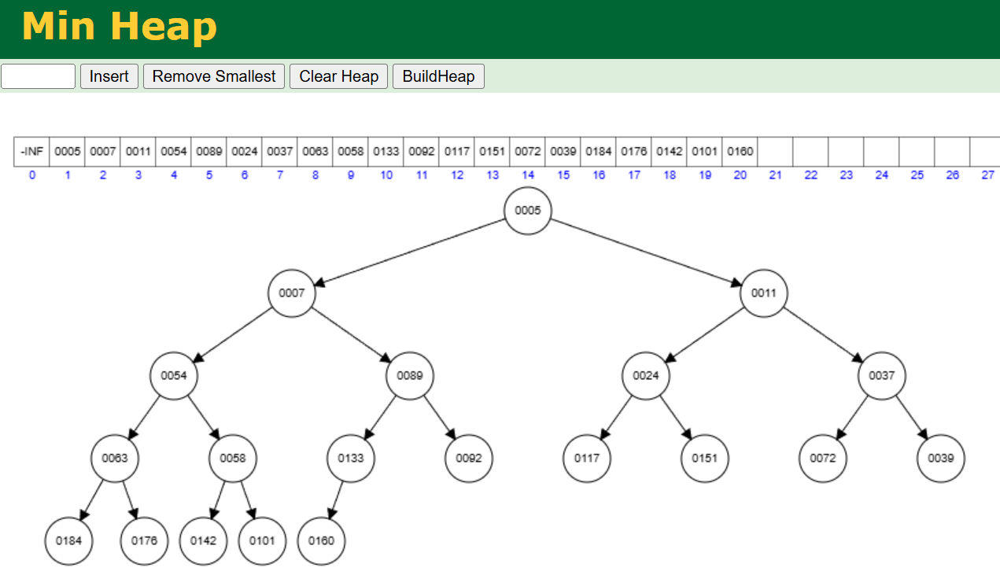 Min Heap
Insert Remove Smallest Clear Heap BuildHeap
-INF 0005 0007 0011 0054 0089 0024 0037 0063 0058 0133 0092 0117 0151 0072 0039 0184 0176 0142 0101 0160
0 1 2 3 4 5 6 7 8 9 10 11 12 13 14 15 16 17 18 19 20 21 22 23 24 25 26 27
0005
0007 0011
0054 0089 0024 0037
0063 0058 0133 0092 0117 0151 0072 0039
0184 0176 0142 0101 0160